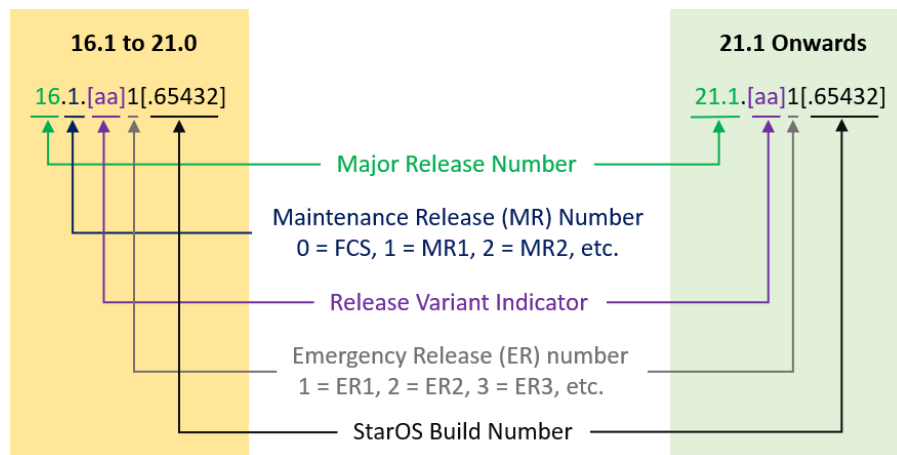 16.1 to 21.0
21.1 Onwards
16.1.[aa]1[.65432]
21.1.[aa]1[.65432]
Major Release Number
Maintenance Release (MR) Number
0 = FCS, 1 = MR1, 2 = MR2, etc.
Release Variant Indicator
Emergency Release (ER) number
1 = ER1, 2 = ER2, 3 = ER3, etc.
StarOS Build Number